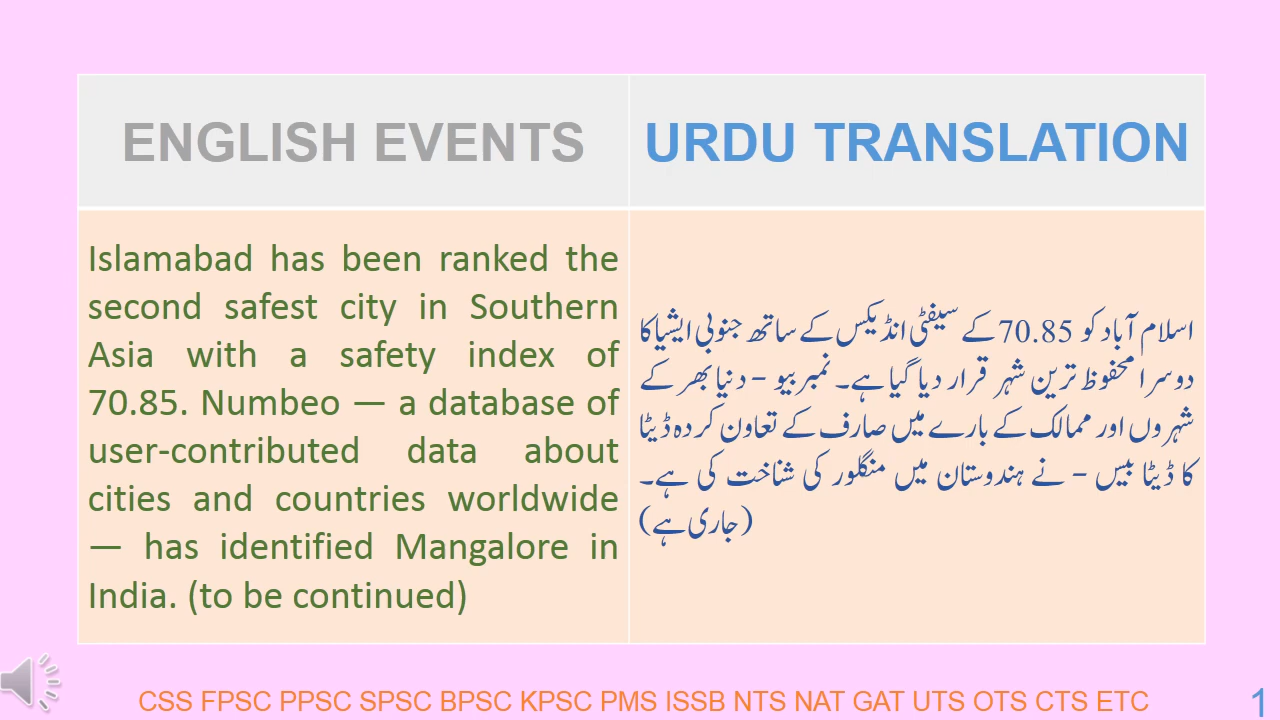 ENGLISH EVENTS
URDU TRANSLATION
Islamabad has been ranked the
second safest city in Southern
Asia with a safety index of
70.85. Numbeo — a database of
user-contributed data about
cities and countries worldwide
— has identified Mangalore in
India. (to be continued)
اسلام آباد کو 70.85 کے سیفٹی انڈیکس کے ساتھ جنوبی ایشیا کا
دوسرا محفوظ ترین شہر قرار دیا گیا ہے۔ نمبربیو – دنیا بھر کے
شہروں اور ممالک کے بارے میں صارف کے تعاون کردہ ڈیٹا
کا ڈیٹا بیس – نے ہندوستان میں منگلور کی شناخت کی ہے۔
(جاری ہے)
CSS FPSC PPSC SPSC BPSC KPSC PMS ISSB NTS NAT GAT UTS OTS CTS ETC
1